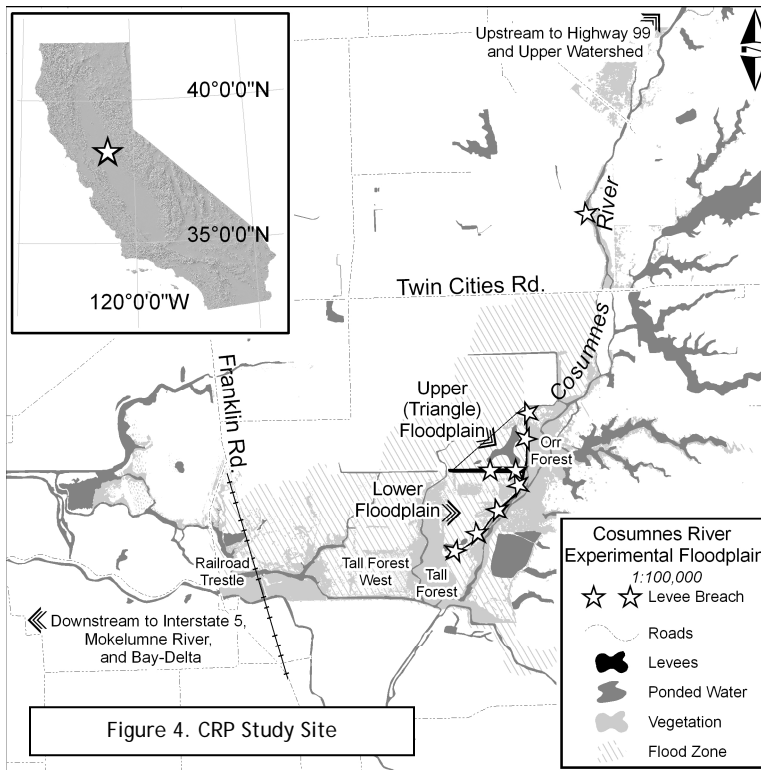 Upstream to Highway 99
and Upper Watershed
40°0'0"N
35°0'0"N
120°0'0"W
River
Twin Cities Rd.
Cosumnes
Franklin Rd.
Upper
(Triangle)
Floodplain
Orr
Forest
Lower
Floodplain
Railroad
Trestle
Tall Forest
West
Tall
Forest
Downstream to Interstate 5,
Mokelumne River,
and Bay-Delta
Figure 4. CRP Study Site
Cosumnes River
Experimental Floodplain
1:100,000
Levee Breach
Roads
Levees
Ponded Water
Vegetation
Flood Zone